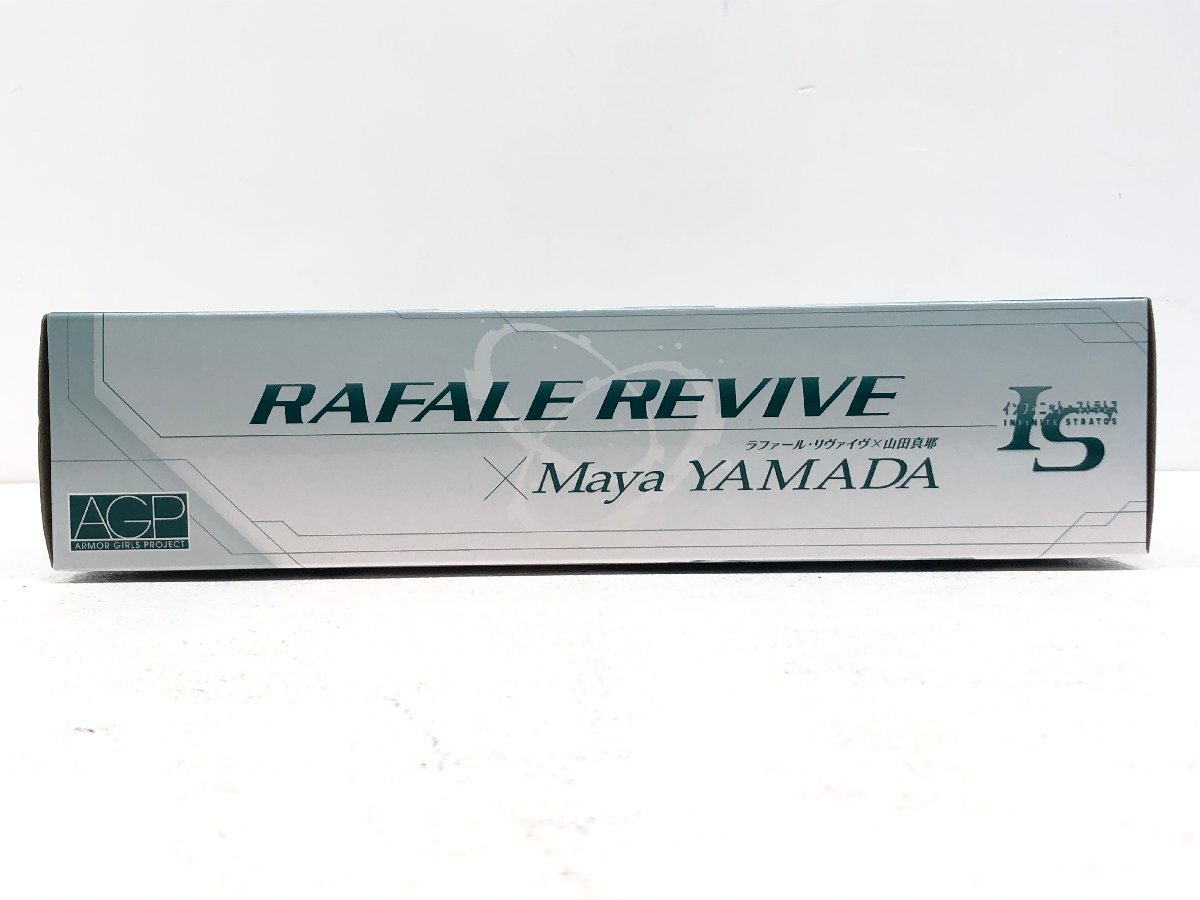 RAFALE REVIVE
ラファール・リヴァイヴ×山田真耶
×Maya YAMADA
インフィニット・ストラトス
INFINITE STRATOS
IS
AGP
ARMOR GIRLS PROJECT